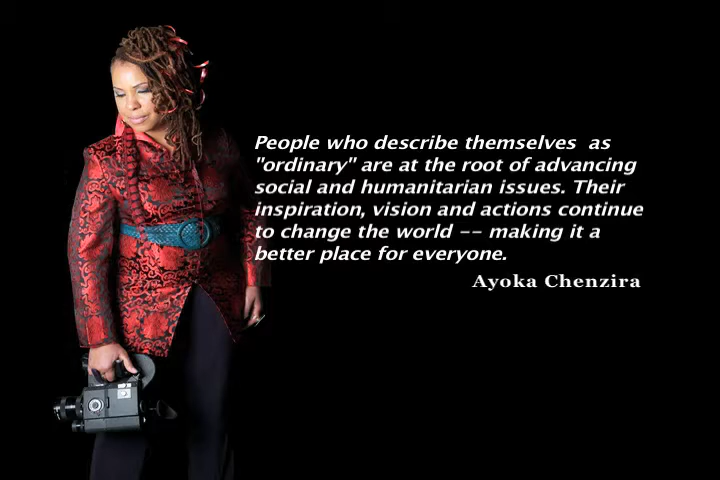 People who describe themselves as
"ordinary" are at the root of advancing
social and humanitarian issues. Their
inspiration, vision and actions continue
to change the world -- making it a
better place for everyone.
Ayoka Chenzira